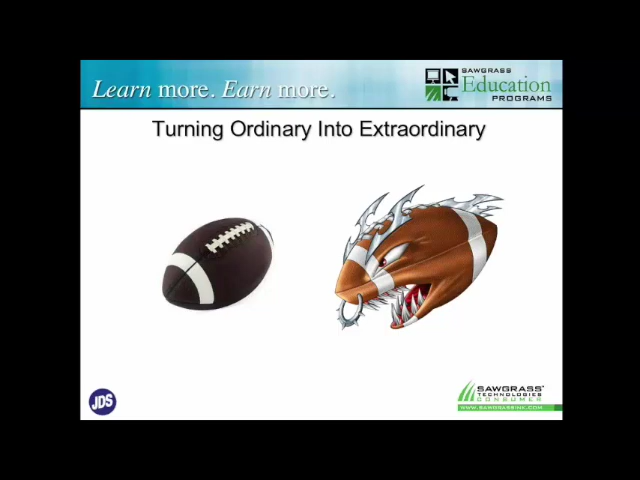 Learn more. Earn more.
SAWGRASS
Education
PROGRAMS
Turning Ordinary Into Extraordinary
JDS
SAWGRASS
TECHNOLOGIES
CONSUMER
WWW.SAWGRASSINK.COM